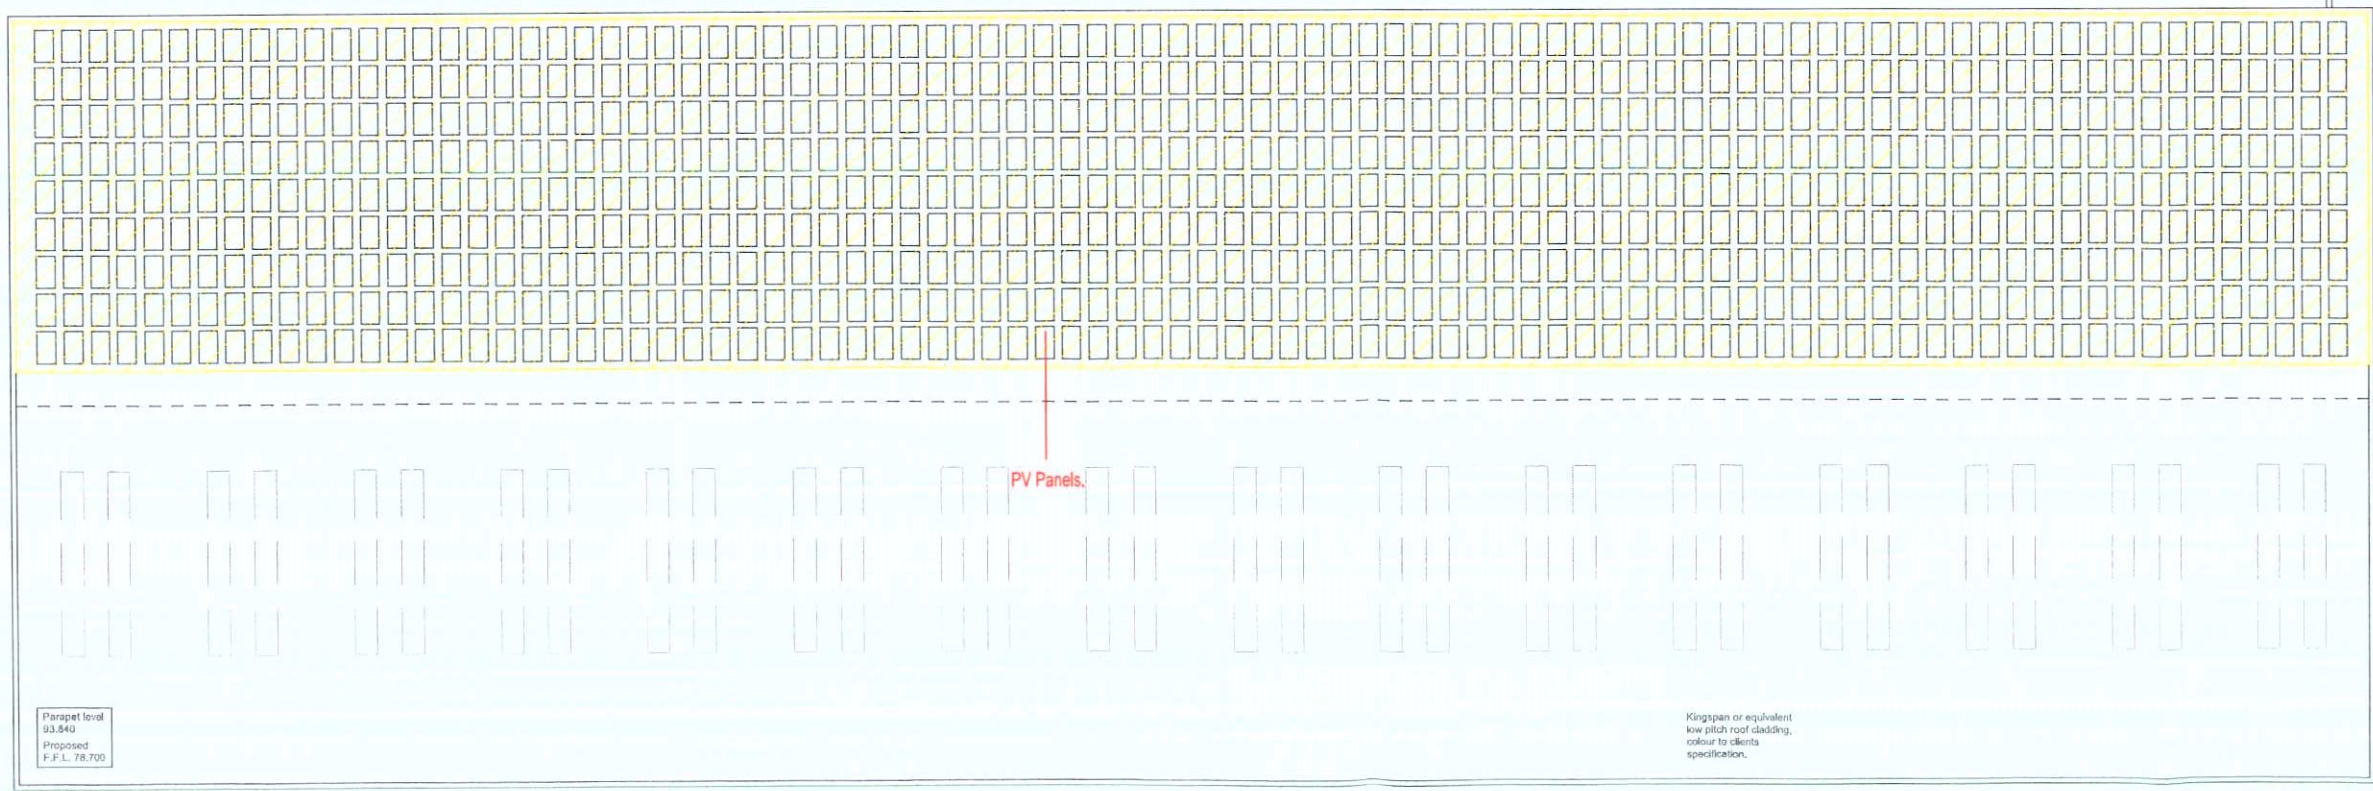 PV Panels.
Parapet level
93.840
Proposed
F.F.L. 78.700
Kingspan or equivalent
low pitch roof cladding,
colour to clients
specification.